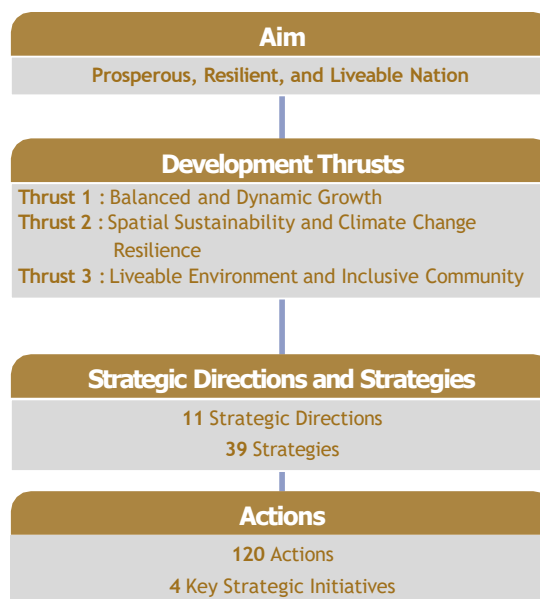 Aim
Prosperous, Resilient, and Liveable Nation
Development Thrusts
Thrust 1 : Balanced and Dynamic Growth
Thrust 2 : Spatial Sustainability and Climate Change
Resilience
Thrust 3 : Liveable Environment and Inclusive Community
Strategic Directions and Strategies
11 Strategic Directions
39 Strategies
Actions
120 Actions
4 Key Strategic Initiatives